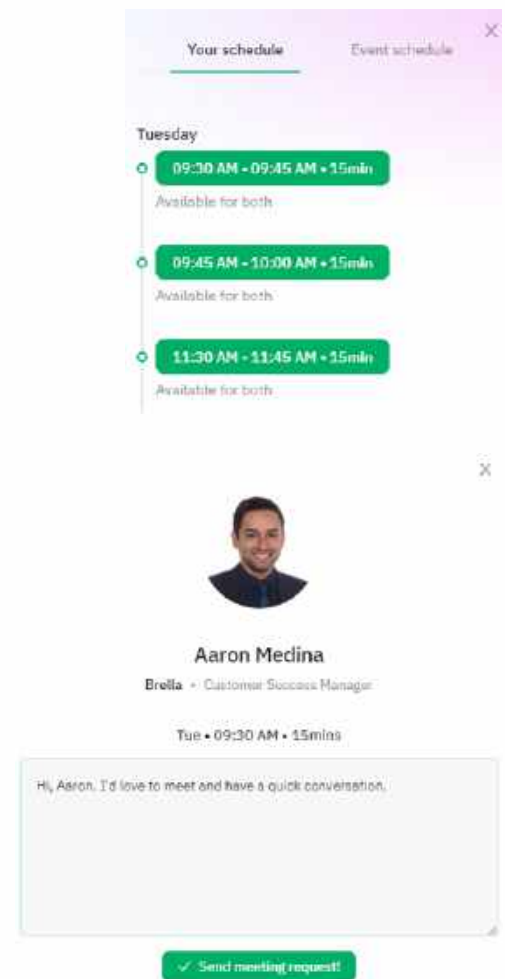 X
Your schedule Event schedule
Tuesday
09:30 AM - 09:45 AM • 15min
Available for both
09:45 AM - 10:00 AM • 15min
Available for both
11:30 AM - 11:45 AM • 15min
Available for both
X
Aaron Medina
Brella • Customer Success Manager
Tue • 09:30 AM • 15mins
Hi, Aaron. I'd love to meet and have a quick conversation.
✓ Send meeting request!